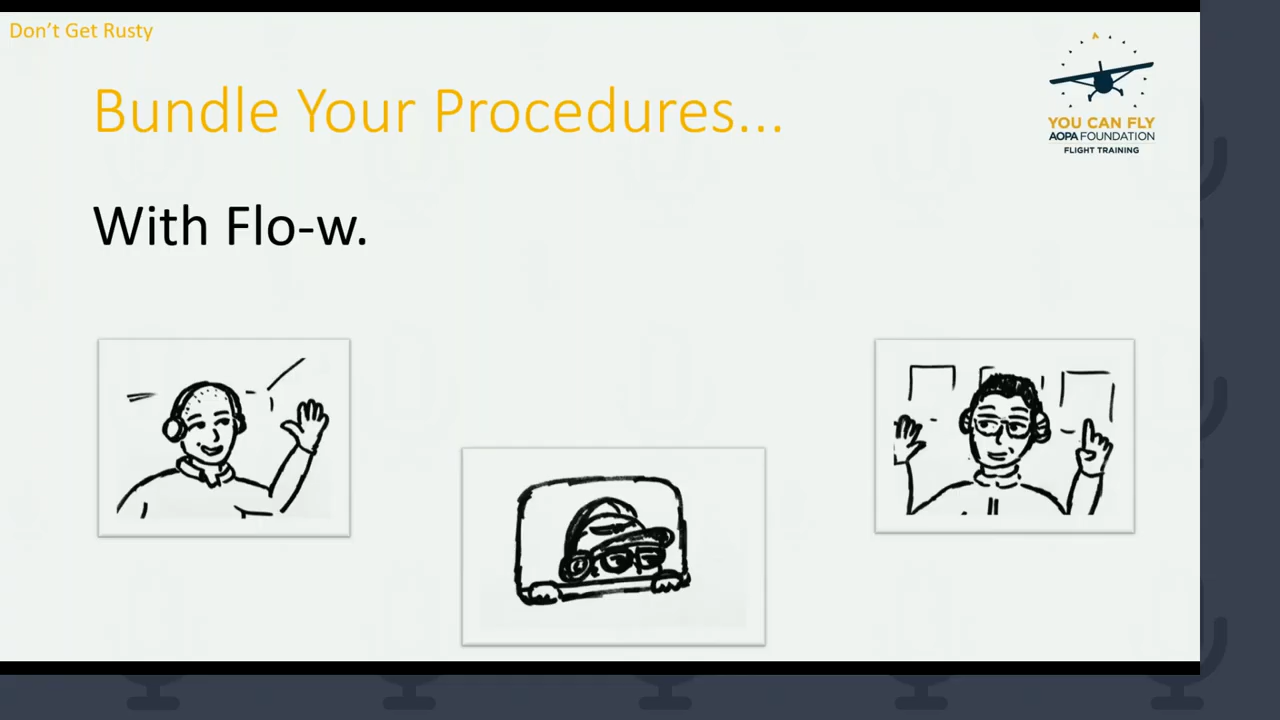 Don’t Get Rusty
Bundle Your Procedures...
With Flo-w.
YOU CAN FLY
AOPA FOUNDATION
FLIGHT TRAINING